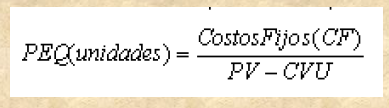 PEQ(unidades) = CostosFijos(CF)
PV − CVU